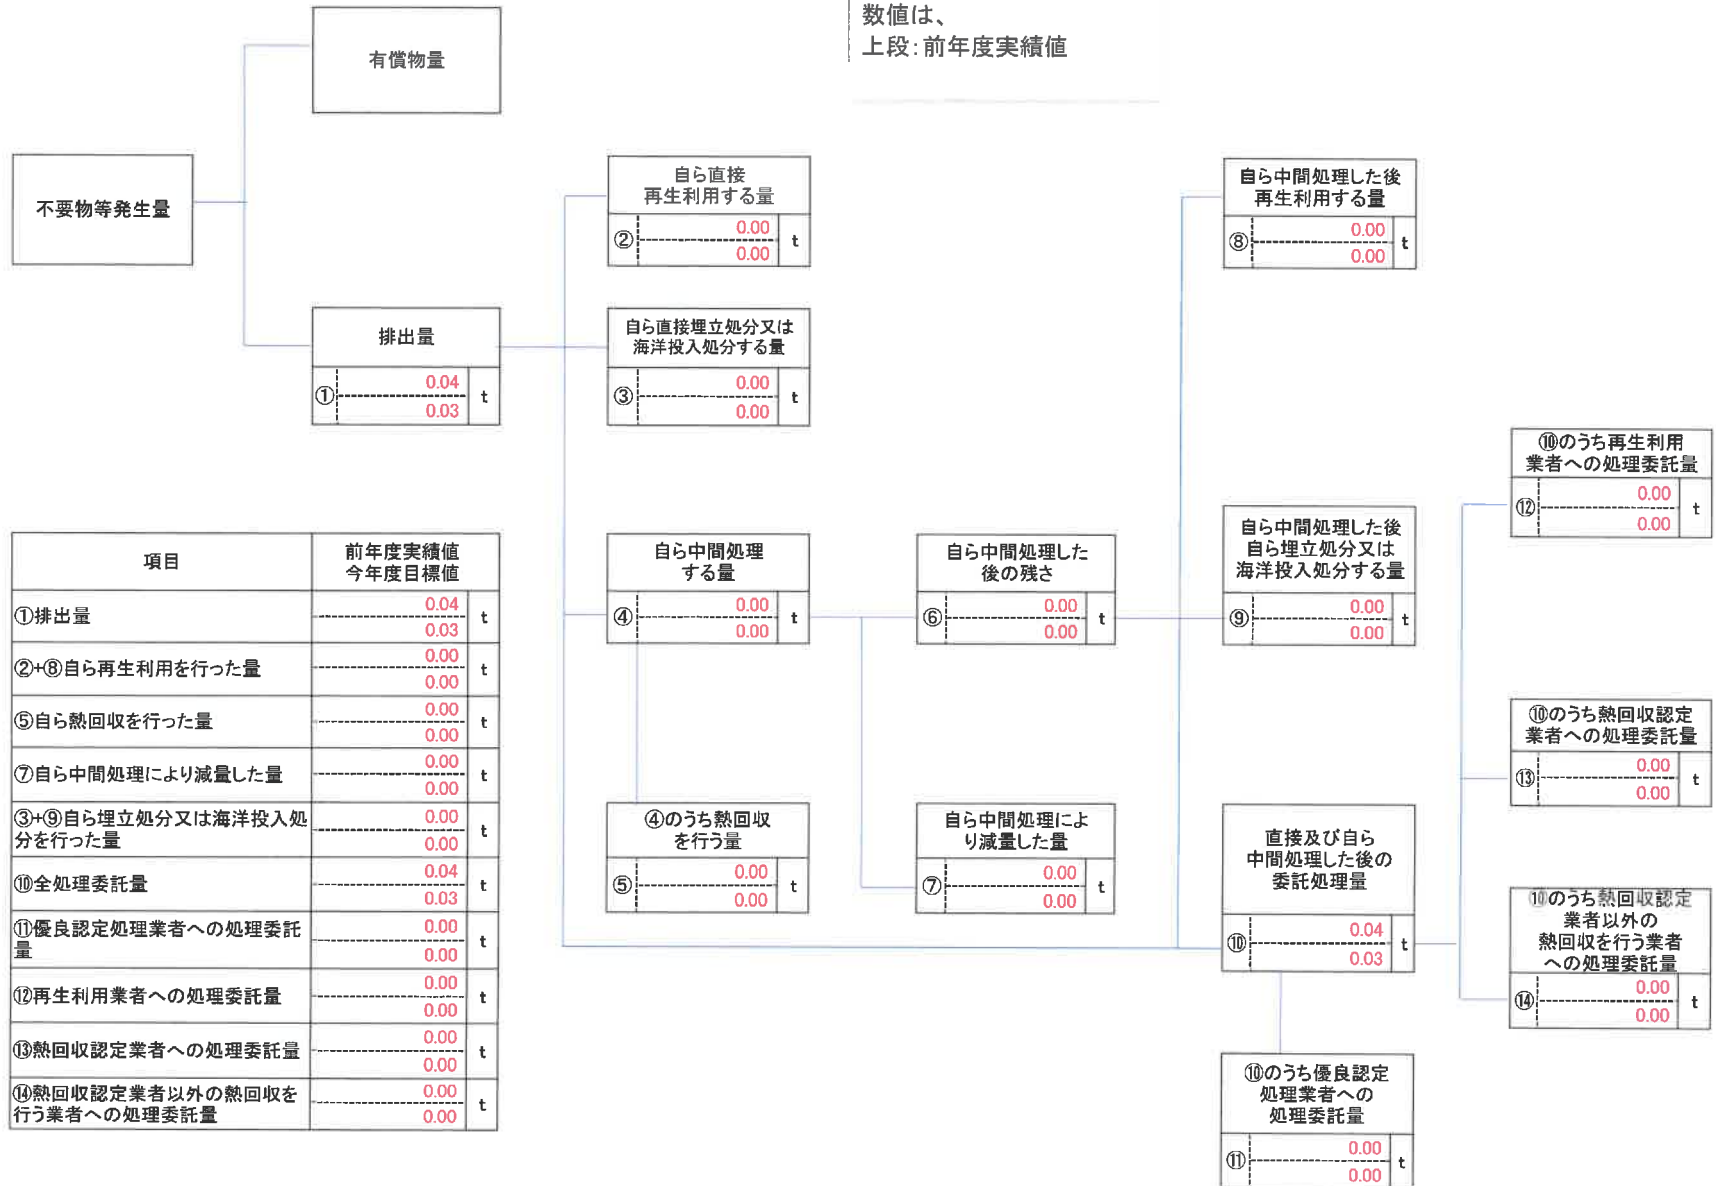 数値は、
上段：前年度実績値
有償物量
不要物等発生量
排出量
① 0.04 t
0.03
自ら直接
再生利用する量
② 0.00 t
0.00
自ら直接埋立処分又は
海洋投入処分する量
③ 0.00 t
0.00
自ら中間処理
する量
④ 0.00 t
0.00
④のうち熱回収
を行う量
⑤ 0.00 t
0.00
自ら中間処理した
後の残さ
⑥ 0.00 t
0.00
自ら中間処理によ
り減量した量
⑦ 0.00 t
0.00
自ら中間処理した後
再生利用する量
⑧ 0.00 t
0.00
自ら中間処理した後
自ら埋立処分又は
海洋投入処分する量
⑨ 0.00 t
0.00
直接及び自ら
中間処理した後の
委託処理量
⑩ 0.04 t
0.03
⑩のうち優良認定
処理業者への
処理委託量
⑪ 0.00 t
0.00
⑩のうち再生利用
業者への処理委託量
⑫ 0.00 t
0.00
⑩のうち熱回収認定
業者への処理委託量
⑬ 0.00 t
0.00
⑩のうち熱回収認定
業者以外の
熱回収を行う業者
への処理委託量
⑭ 0.00 t
0.00
項目
前年度実績値
今年度目標値
①排出量 0.04 t
0.03
②+⑧自ら再生利用を行った量 0.00 t
0.00
⑤自ら熱回収を行った量 0.00 t
0.00
⑦自ら中間処理により減量した量 0.00 t
0.00
③+⑨自ら埋立処分又は海洋投入処
分を行った量
0.00 t
0.00
⑩全処理委託量 0.04 t
0.03
⑪優良認定処理業者への処理委託
量
0.00 t
0.00
⑫再生利用業者への処理委託量 0.00 t
0.00
⑬熱回収認定業者への処理委託量 0.00 t
0.00
⑭熱回収認定業者以外の熱回収を
行う業者への処理委託量
0.00 t
0.00